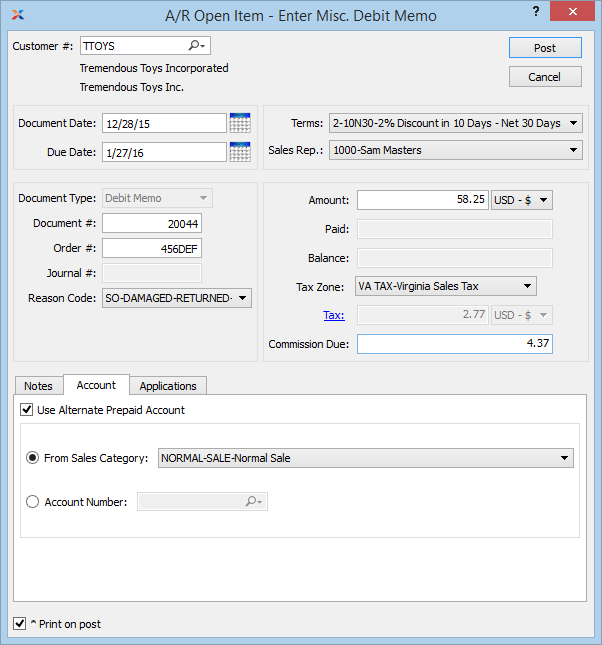 A/R Open Item - Enter Misc. Debit Memo
?
Customer #: TTOYS
Post
Tremendous Toys Incorporated
Cancel
Tremendous Toys Inc.
Document Date: 12/28/15
Due Date: 1/27/16
Terms: 2-10N30-2% Discount in 10 Days - Net 30 Days
Sales Rep.: 1000-Sam Masters
Document Type: Debit Memo
Document #: 20044
Order #: 456DEF
Journal #:
Reason Code: SO-DAMAGED-RETURNED-
Amount: 58.25 USD - $
Paid:
Balance:
Tax Zone: VA TAX-Virginia Sales Tax
Tax: 2.77 USD - $
Commission Due: 4.37
Notes Account Applications
Use Alternate Prepaid Account
From Sales Category: NORMAL-SALE-Normal Sale
Account Number:
^ Print on post